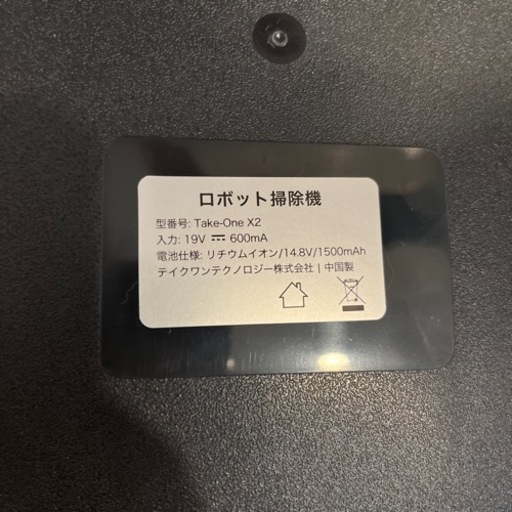 ロボット掃除機
型番号: Take-One X2
入力: 19V ⎓ 600mA
電池仕様: リチウムイオン/14.8V/1500mAh
テイクワンテクノロジー株式会社 | 中国製